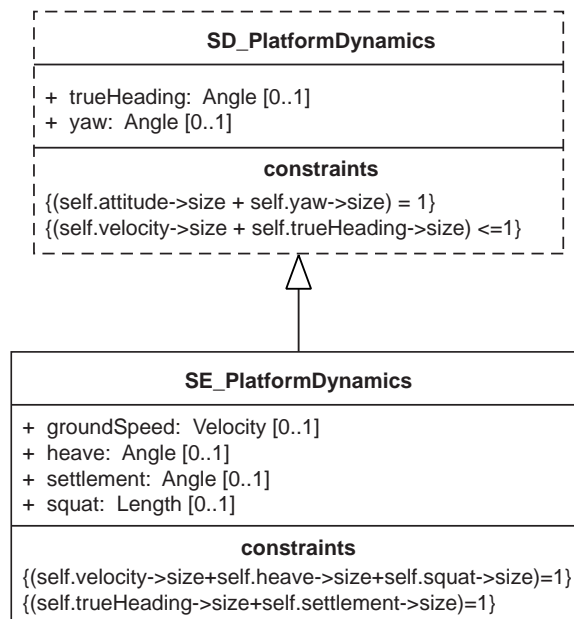 SD_PlatformDynamics
+ trueHeading: Angle [0..1]
+ yaw: Angle [0..1]
constraints
{(self.attitude->size + self.yaw->size) = 1}
{(self.velocity->size + self.trueHeading->size) <=1}
SE_PlatformDynamics
+ groundSpeed: Velocity [0..1]
+ heave: Angle [0..1]
+ settlement: Angle [0..1]
+ squat: Length [0..1]
constraints
{(self.velocity->size+self.heave->size+self.squat->size)=1}
{(self.trueHeading->size+self.settlement->size)=1}